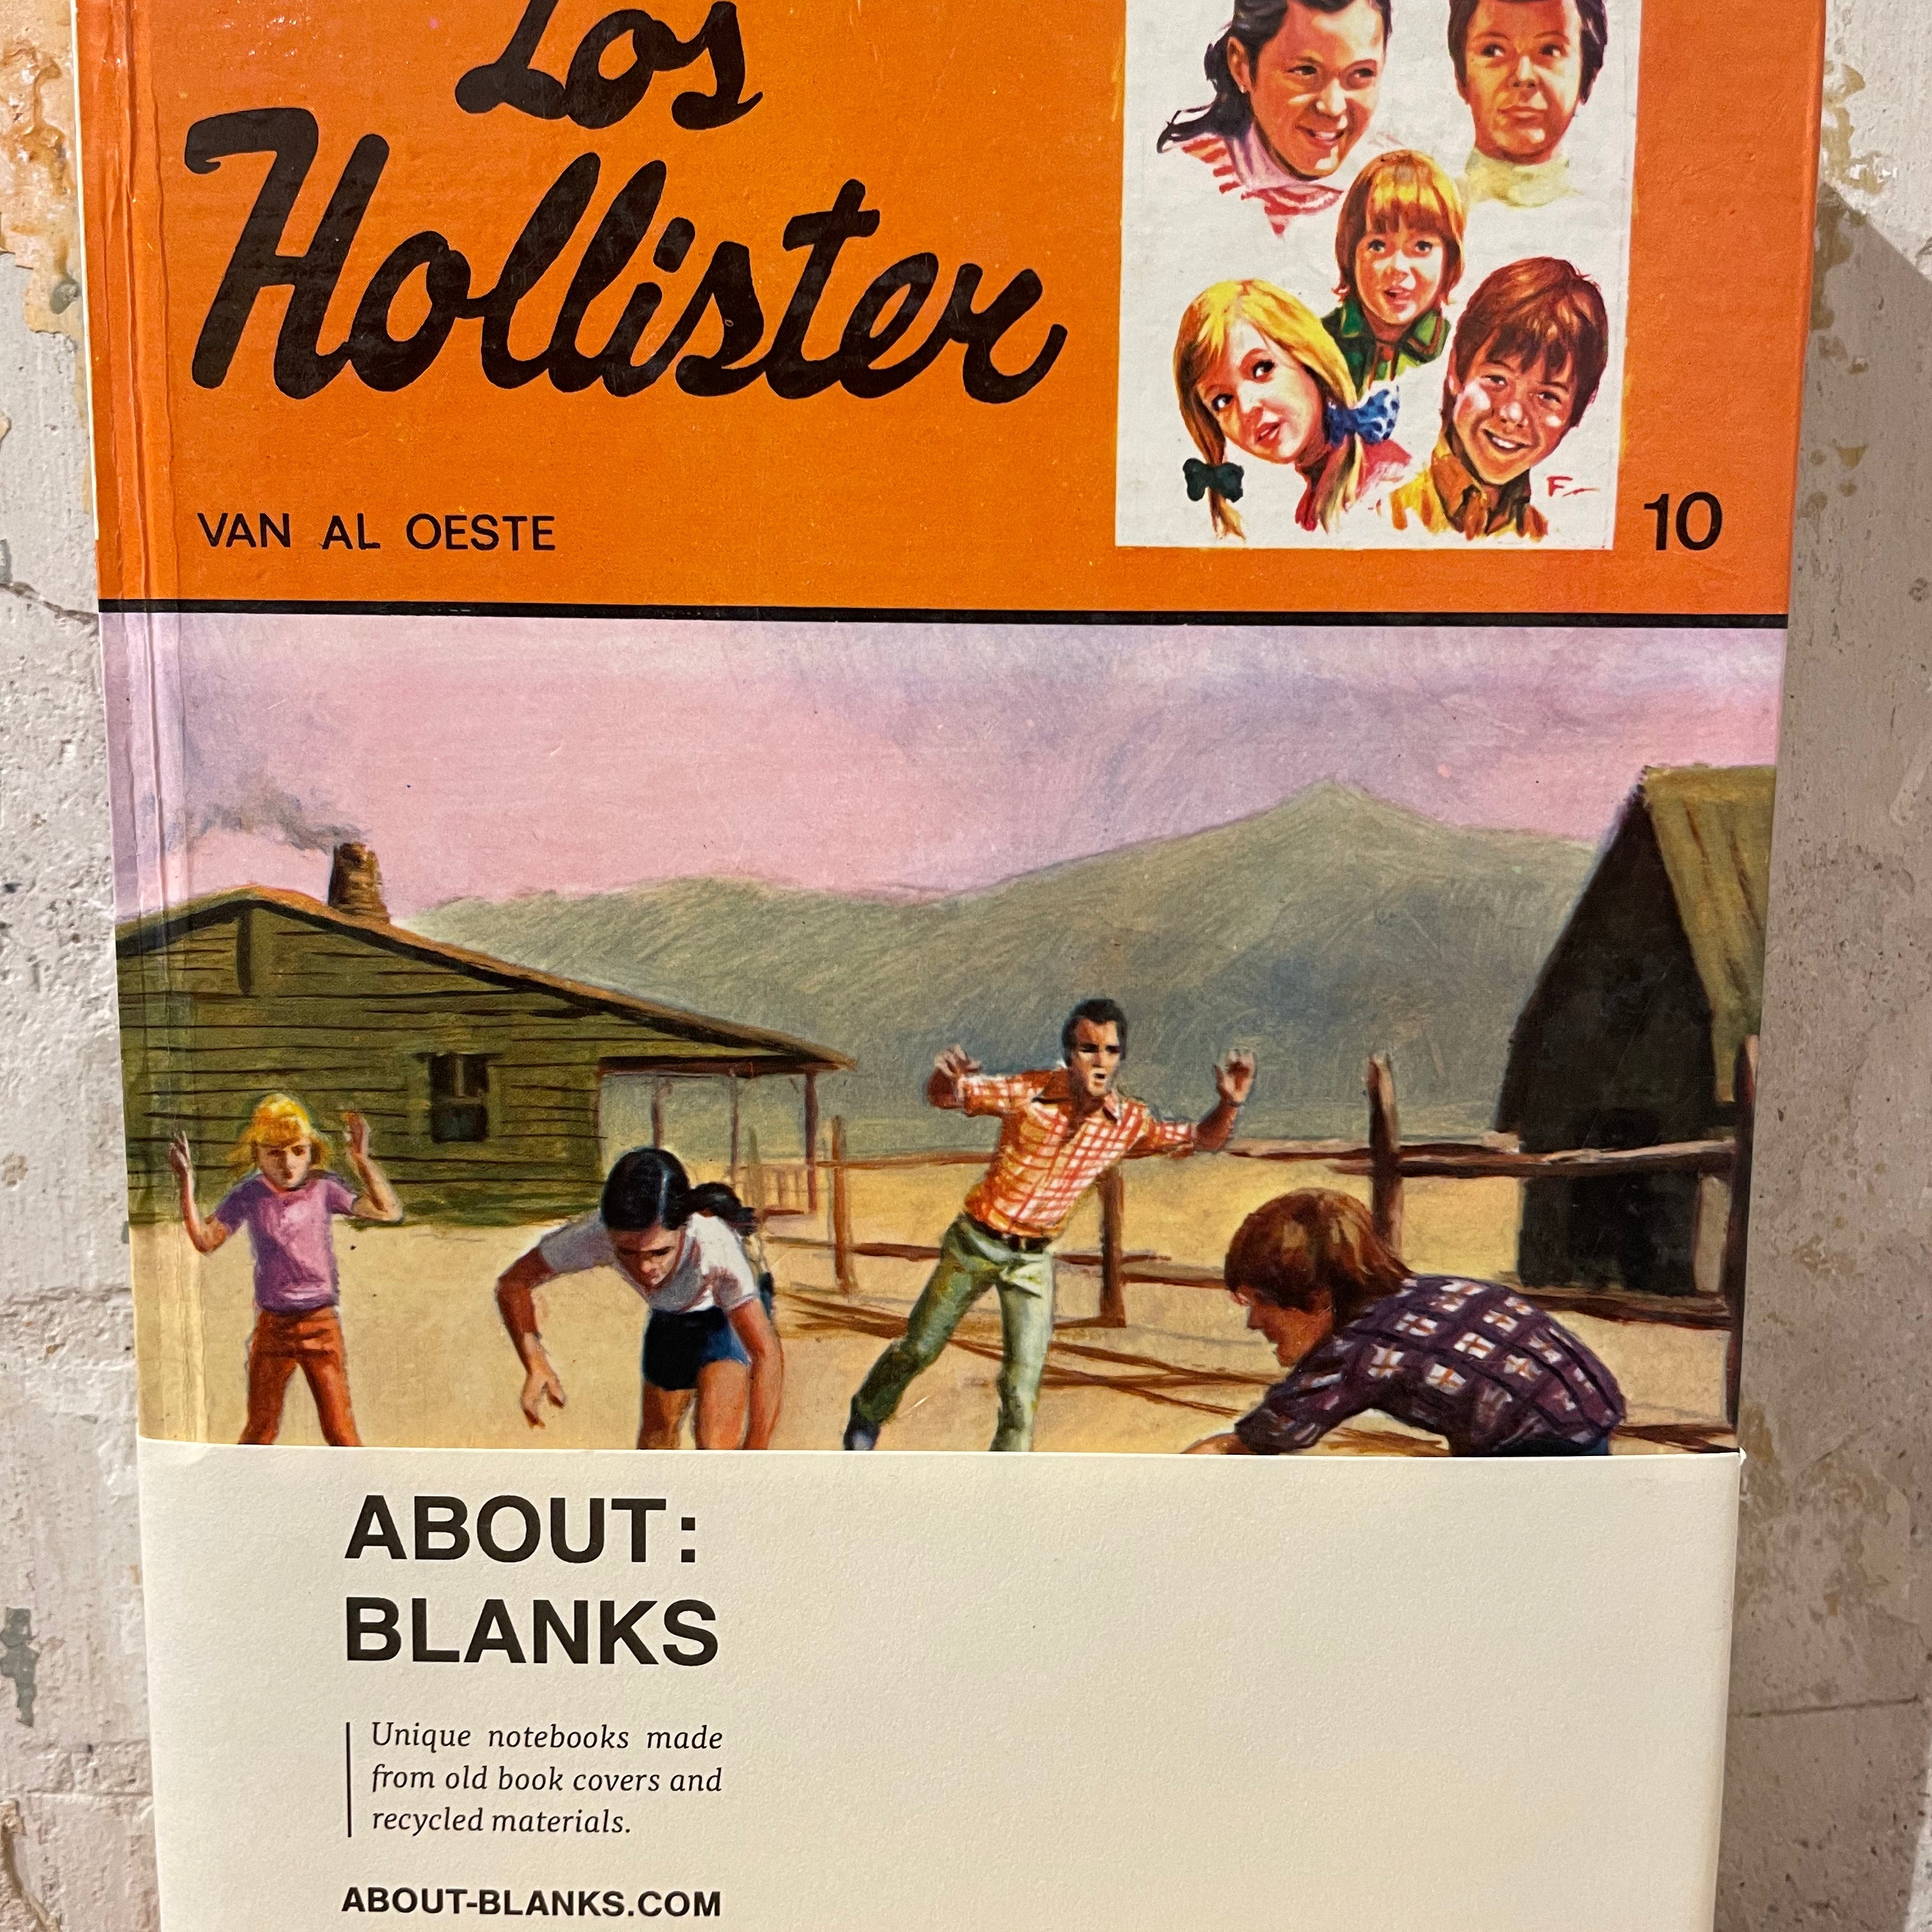 Los
Hollister
VAN AL OESTE
F
10
ABOUT:
BLANKS
Unique notebooks made
from old book covers and
recycled materials.
ABOUT-BLANKS.COM